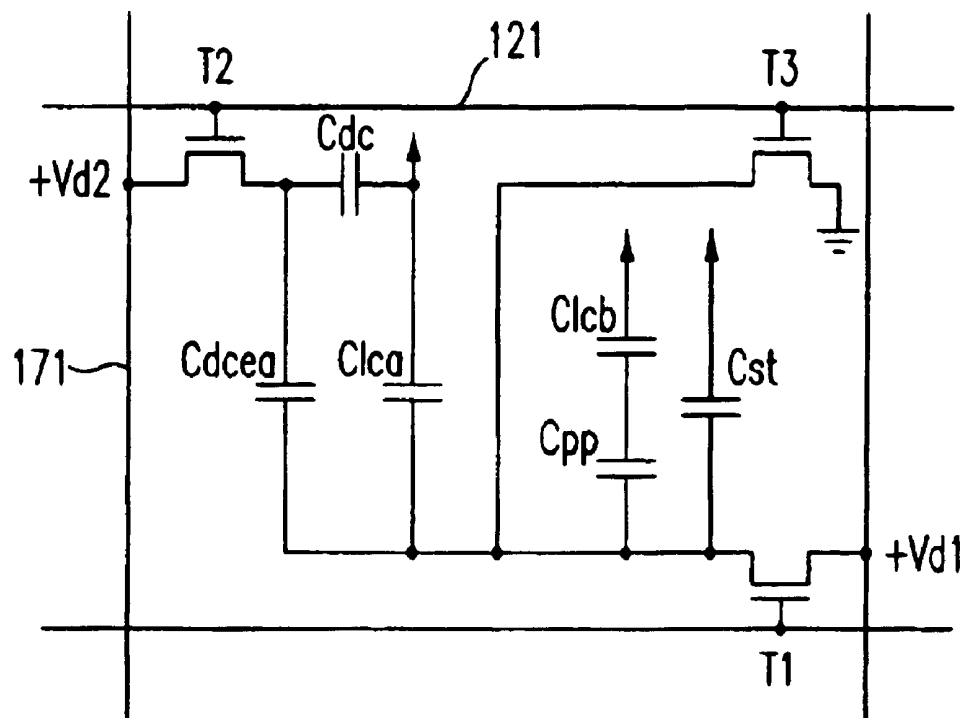 121
T2
T3
Cdc
+Vd2
Clcb
171
Cdcea
Clca
Cst
Cpp
+Vd1
T1